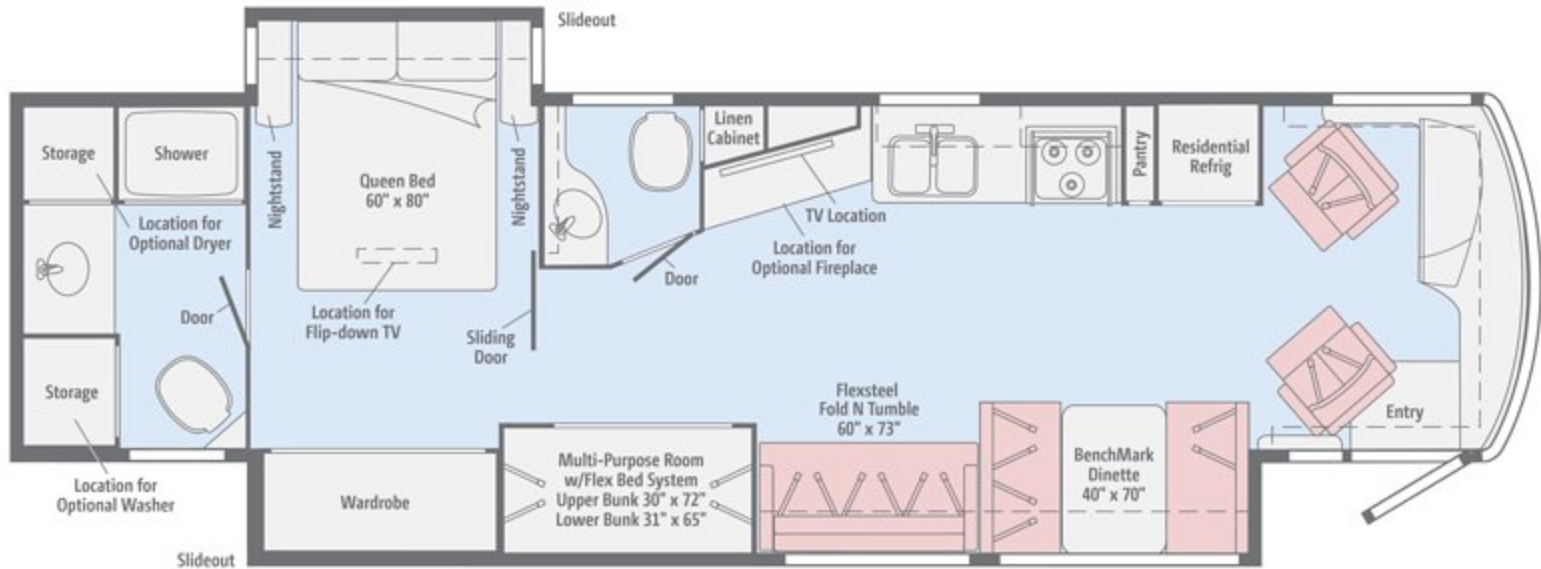 Slideout
Storage
Shower
Nightstand
Queen Bed
60" x 80"
Nightstand
Linen
Cabinet
Pantry
Residential
Refrig
Location for
Optional Dryer
TV Location
Location for
Optional Fireplace
Door
Door
Location for
Flip-down TV
Sliding
Door
Storage
Flexsteel
Fold N Tumble
60" x 73"
Entry
Location for
Optional Washer
Wardrobe
Multi-Purpose Room
w/Flex Bed System
Upper Bunk 30" x 72"
Lower Bunk 31" x 65"
BenchMark
Dinette
40" x 70"
Slideout